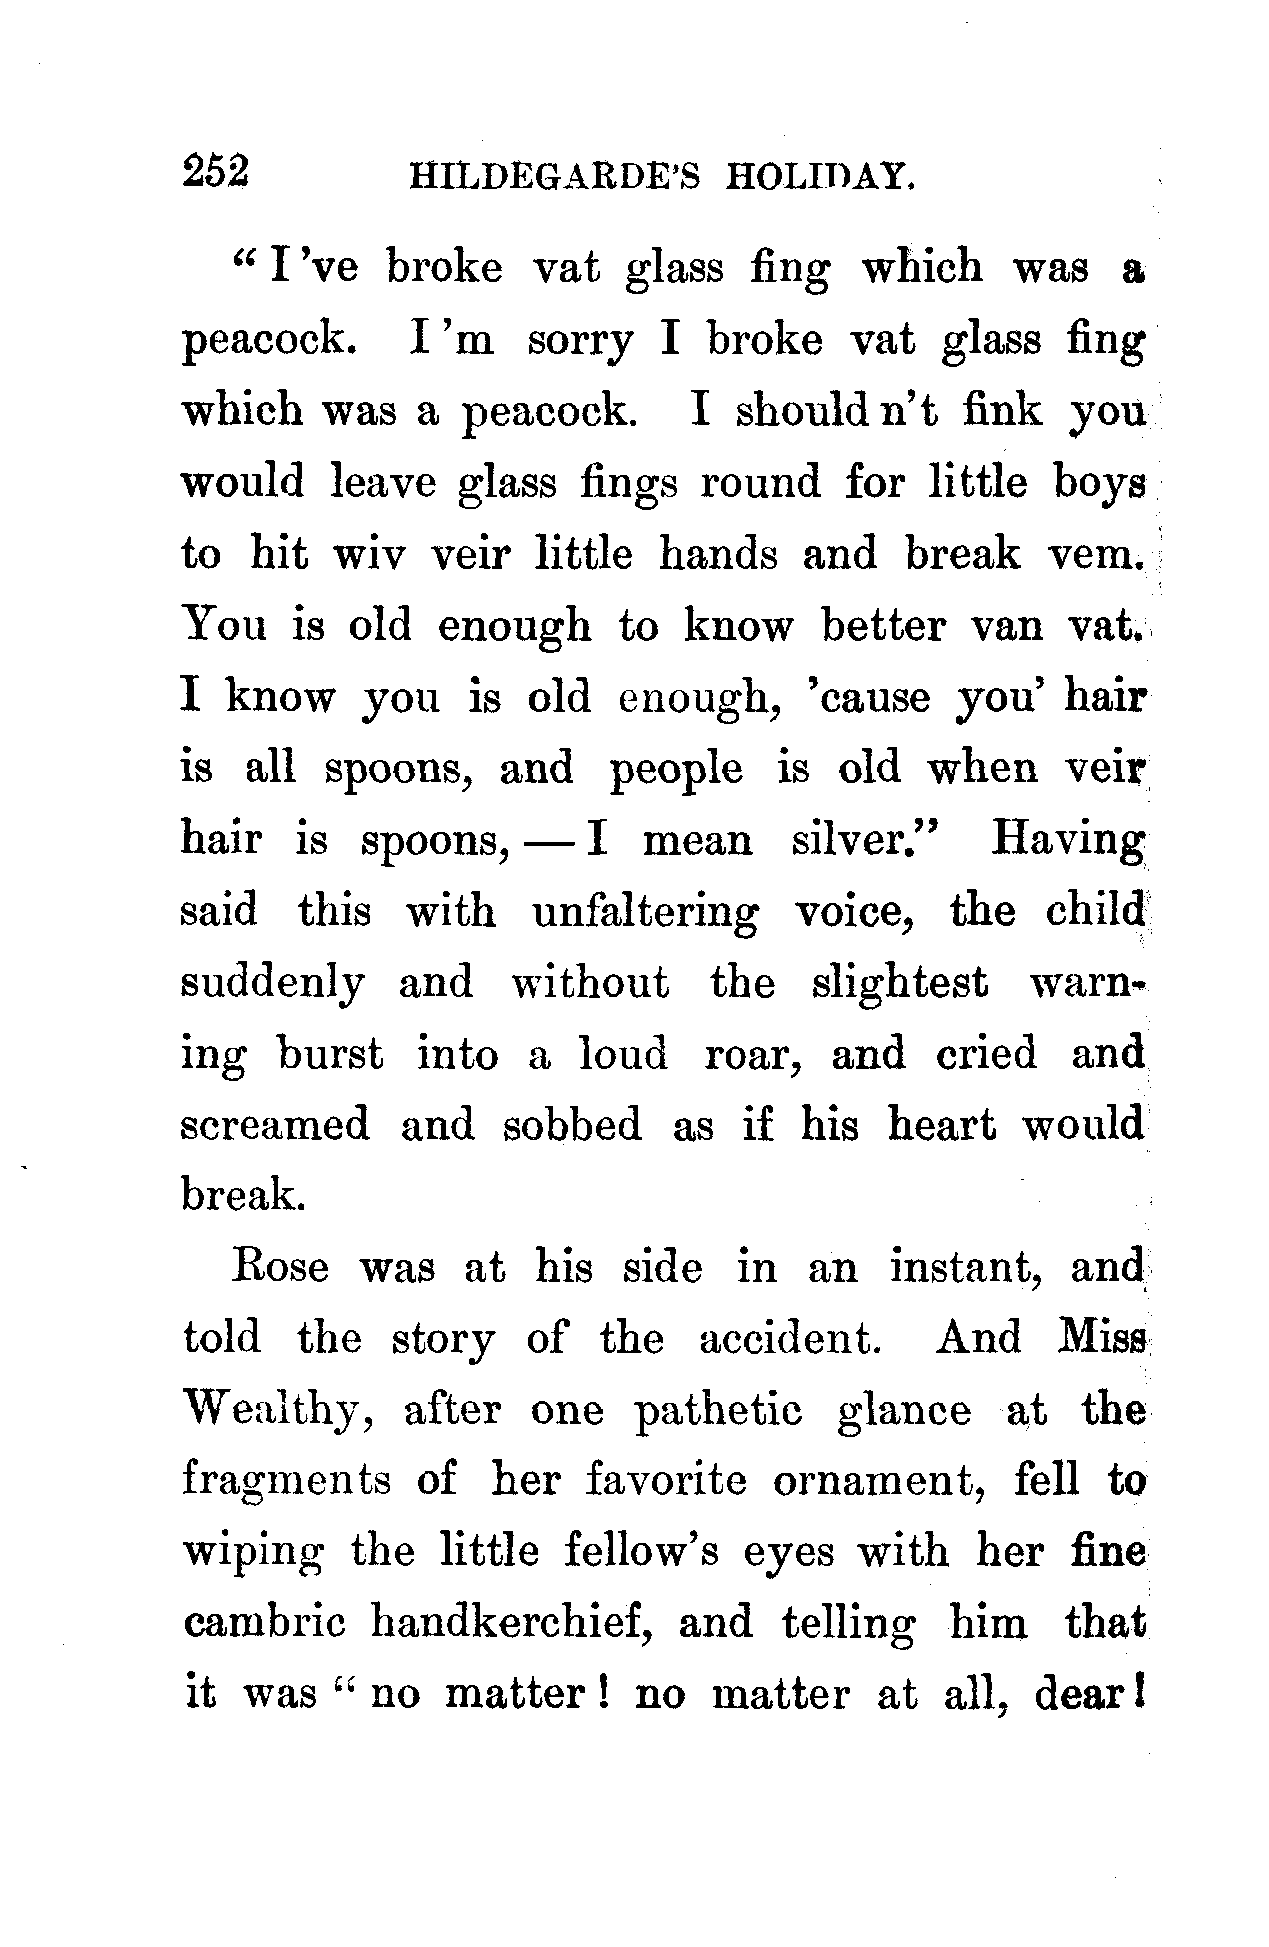 252 HILDEGARDE'S HOLIDAY.
“ I 've broke vat glass fing which was a
peacock. I 'm sorry I broke vat glass fing
which was a peacock. I should n't fink you
would leave glass fings round for little boys
to hit wiv veir little hands and break vem.
You is old enough to know better van vat.
I know you is old enough, 'cause you' hair
is all spoons, and people is old when veir
hair is spoons, — I mean silver.” Having
said this with unfaltering voice, the child
suddenly and without the slightest warn-
ing burst into a loud roar, and cried and
screamed and sobbed as if his heart would
break.
Rose was at his side in an instant, and
told the story of the accident. And Miss
Wealthy, after one pathetic glance at the
fragments of her favorite ornament, fell to
wiping the little fellow's eyes with her fine
cambric handkerchief, and telling him that
it was “ no matter ! no matter at all, dear !